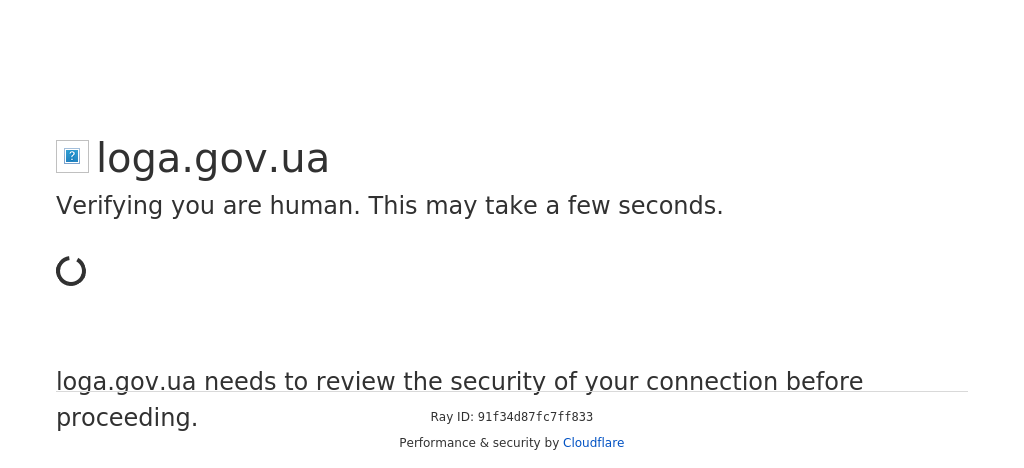 loga.gov.ua
Verifying you are human. This may take a few seconds.
loga.gov.ua needs to review the security of your connection before
proceeding.
Ray ID: 91f34d87fc7ff833
Performance & security by Cloudflare